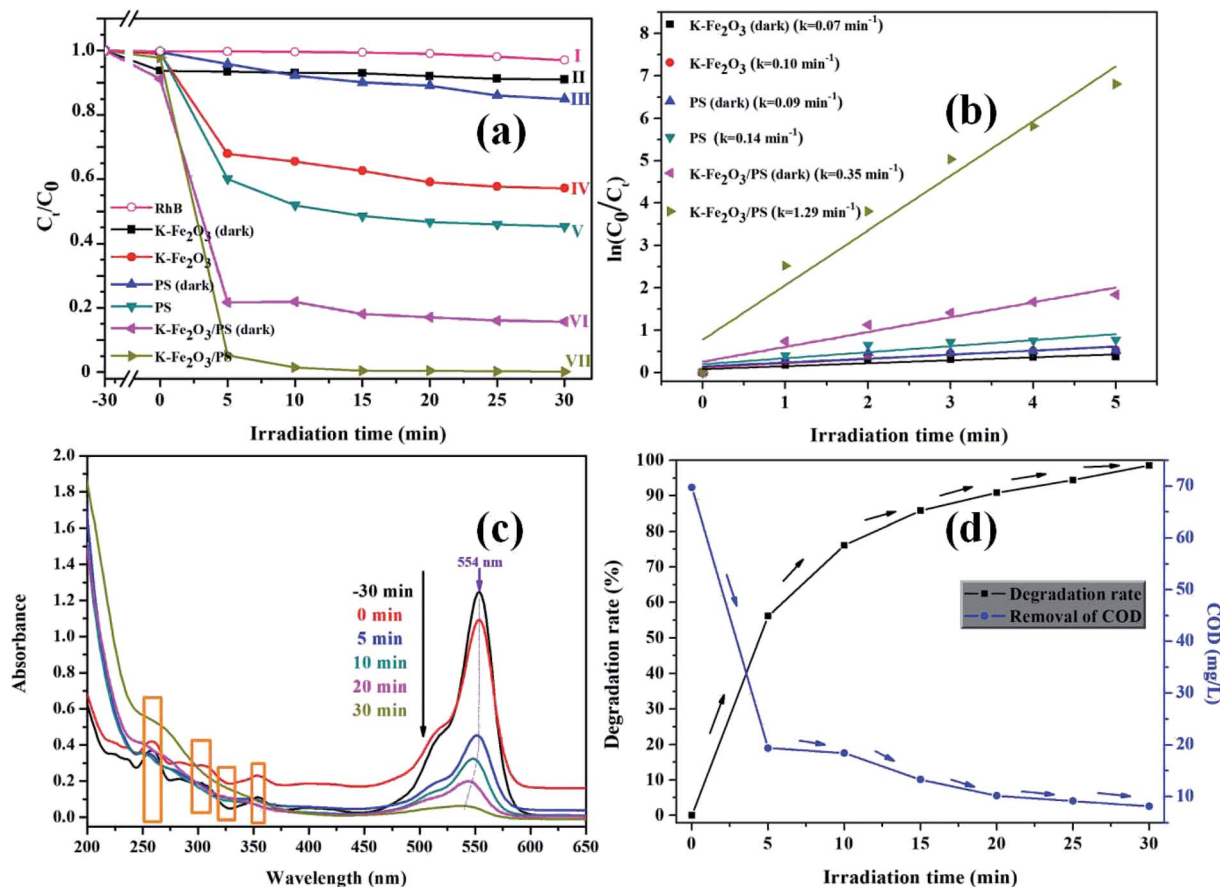 (a)
1.0
0.8
0.6
0.4
0.2
0.0
C_t/C_0
I
II
III
IV
V
VI
VII
RhB
K-Fe₂O₃ (dark)
K-Fe₂O₃
PS (dark)
PS
K-Fe₂O₃/PS (dark)
K-Fe₂O₃/PS
-30 0 5 10 15 20 25 30
Irradiation time (min)
(b)
8
7
6
5
4
3
2
1
0
ln(C₀/C_t)
K-Fe₂O₃ (dark) (k=0.07 min⁻¹)
K-Fe₂O₃ (k=0.10 min⁻¹)
PS (dark) (k=0.09 min⁻¹)
PS (k=0.14 min⁻¹)
K-Fe₂O₃/PS (dark) (k=0.35 min⁻¹)
K-Fe₂O₃/PS (k=1.29 min⁻¹)
0 1 2 3 4 5
Irradiation time (min)
(c)
2.0
1.8
1.6
1.4
1.2
1.0
0.8
0.6
0.4
0.2
0.0
Absorbance
554 nm
-30 min
0 min
5 min
10 min
20 min
30 min
200 250 300 350 400 450 500 550 600 650
Wavelength (nm)
(d)
100
90
80
70
60
50
40
30
20
10
0
Degradation rate (%)
Degradation rate
Removal of COD
70
60
50
40
30
20
10
COD (mg/L)
0 5 10 15 20 25 30
Irradiation time (min)